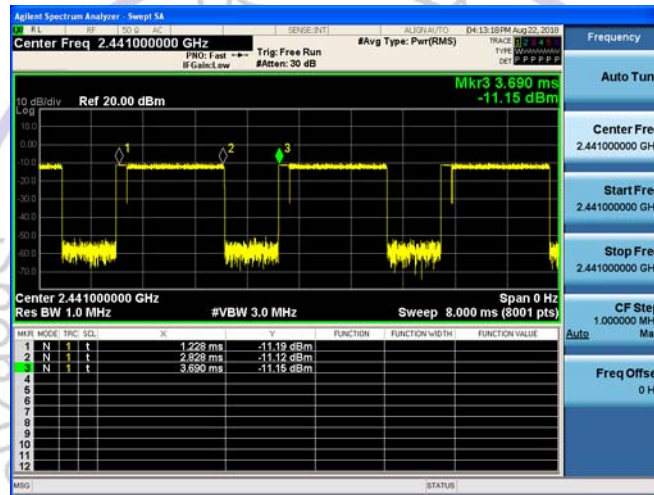 Agilent Spectrum Analyzer - Swept SA
RL RF 50 Ω AC SENSE:INT ALIGN AUTO 04:13:18 PM Aug 22, 2018
Center Freq 2.441000000 GHz #Avg Type: Pwr(RMS) TRACE 1 2 3 4 5 6
PNO: Fast Trig: Free Run TYPE
IFGain:Low #Atten: 30 dB DET P P P P P P
Mkr3 3.690 ms
10 dB/div Ref 20.00 dBm -11.15 dBm
Log
10.0
0.00
1 2 3
-10.0
-20.0
-30.0
-40.0
-50.0
-60.0
-70.0
Center 2.441000000 GHz Span 0 Hz
Res BW 1.0 MHz #VBW 3.0 MHz Sweep 8.000 ms (8001 pts)
MKR MODE TRC SCL X Y FUNCTION FUNCTION WIDTH FUNCTION VALUE
1 N 1 t 1.228 ms -11.19 dBm
2 N 1 t 2.828 ms -11.12 dBm
3 N 1 t 3.690 ms -11.15 dBm
4
5
6
7
8
9
10
11
12
MSG STATUS
Frequency
Auto Tun
Center Fre
2.441000000 GH
Start Fre
2.441000000 GH
Stop Fre
2.441000000 GH
CF Step
1.000000 MH
Auto Ma
Freq Offse
0 H